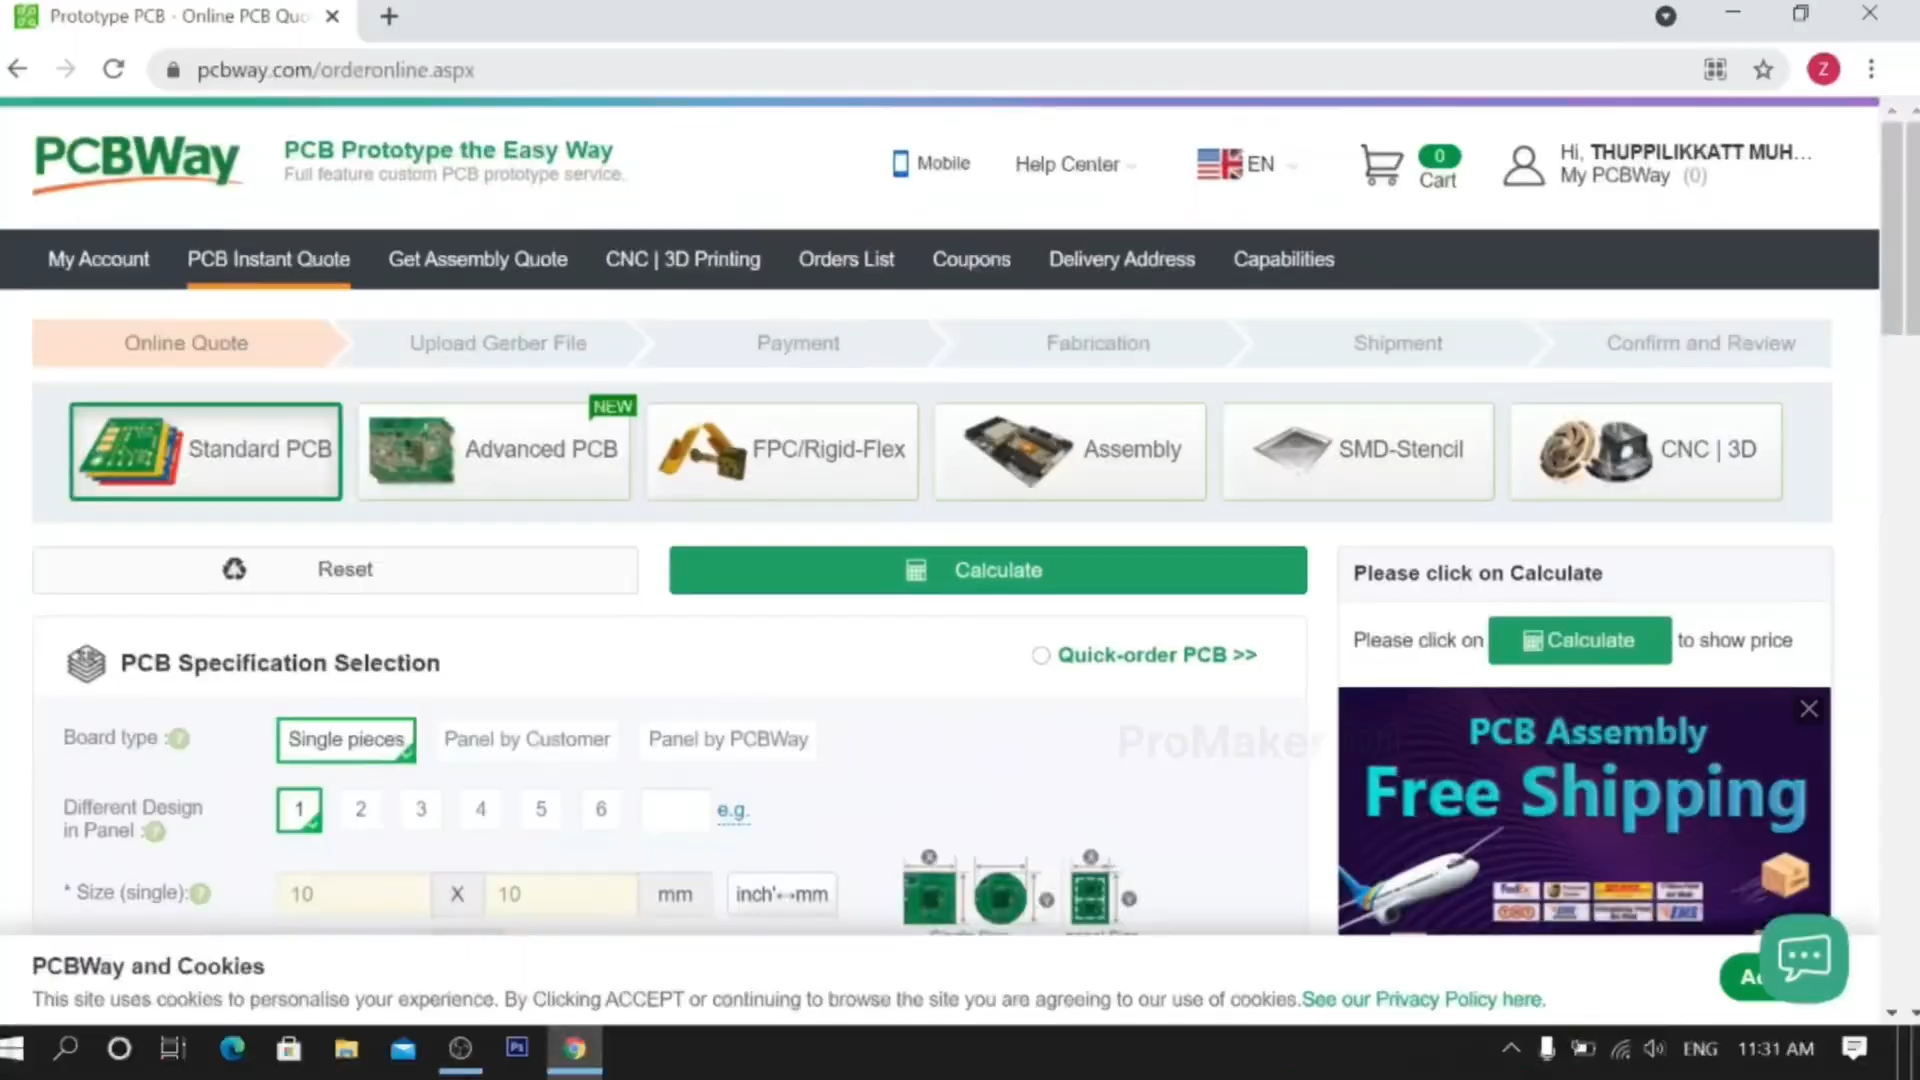 Prototype PCB - Online PCB Quo
pcbway.com/orderonline.aspx
Z
PCBWay
PCB Prototype the Easy Way
Full feature custom PCB prototype service.
Mobile
Help Center
EN
0
Cart
Hi, THUPPILIKKATT MUH...
My PCBWay (0)
My Account
PCB Instant Quote
Get Assembly Quote
CNC | 3D Printing
Orders List
Coupons
Delivery Address
Capabilities
Online Quote
Upload Gerber File
Payment
Fabrication
Shipment
Confirm and Review
Standard PCB
NEW
Advanced PCB
FPC/Rigid-Flex
Assembly
SMD-Stencil
CNC | 3D
Reset
Calculate
Please click on Calculate
PCB Specification Selection
Quick-order PCB >>
Please click on Calculate to show price
Board type :?
Single pieces
Panel by Customer
Panel by PCBWay
ProMaker
PCB Assembly
Free Shipping
Different Design
in Panel :?
1 2 3 4 5 6
e.g.
* Size (single):?
10 X 10 mm
inch'↔mm
X X
Y Y
FedEx
TNT
EMS
PCBWay and Cookies
This site uses cookies to personalise your experience. By Clicking ACCEPT or continuing to browse the site you are agreeing to our use of cookies.See our Privacy Policy here.
Ps
ENG
11:31 AM